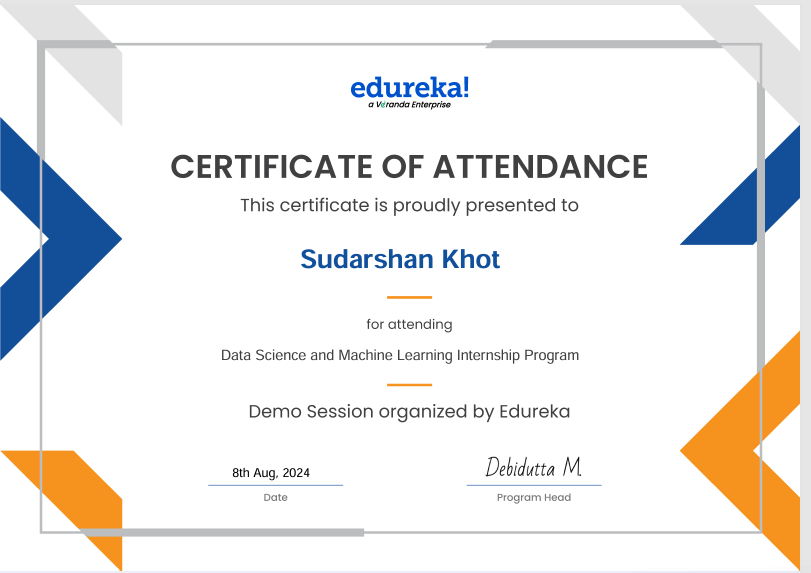 edureka!
a Veranda Enterprise
CERTIFICATE OF ATTENDANCE
This certificate is proudly presented to
Sudarshan Khot
for attending
Data Science and Machine Learning Internship Program
Demo Session organized by Edureka
8th Aug, 2024
Debidutta M.
Date
Program Head